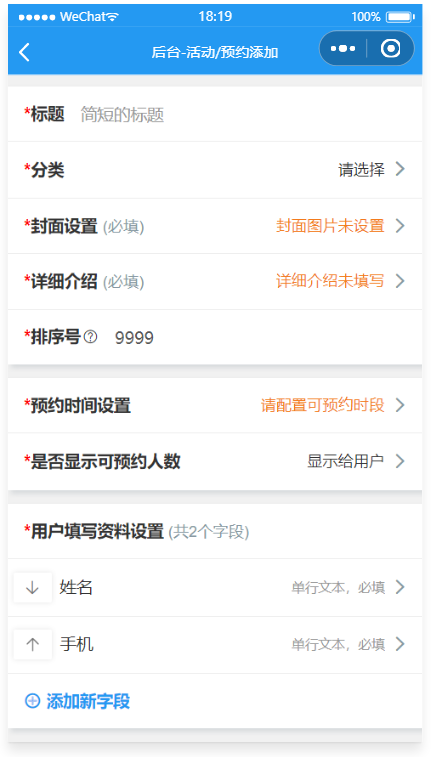 WeChat 18:19 100%
后台-活动/预约添加
*标题 简短的标题
*分类 请选择
*封面设置 (必填) 封面图片未设置
*详细介绍 (必填) 详细介绍未填写
*排序号? 9999
*预约时间设置 请配置可预约时段
*是否显示可预约人数 显示给用户
*用户填写资料设置 (共2个字段)
姓名 单行文本，必填
手机 单行文本，必填
添加新字段